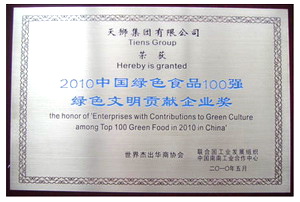 天狮集团有限公司
Tiens Group
荣 获
Hereby is granted
2010中国绿色食品100强
绿色文明贡献企业奖
the honor of 'Enterprises with Contributions to Green Culture
among Top 100 Green Food in 2010 in China'
世界杰出华商协会
联合国工业发展组织
中国南南工业合作中心
二〇一〇年五月